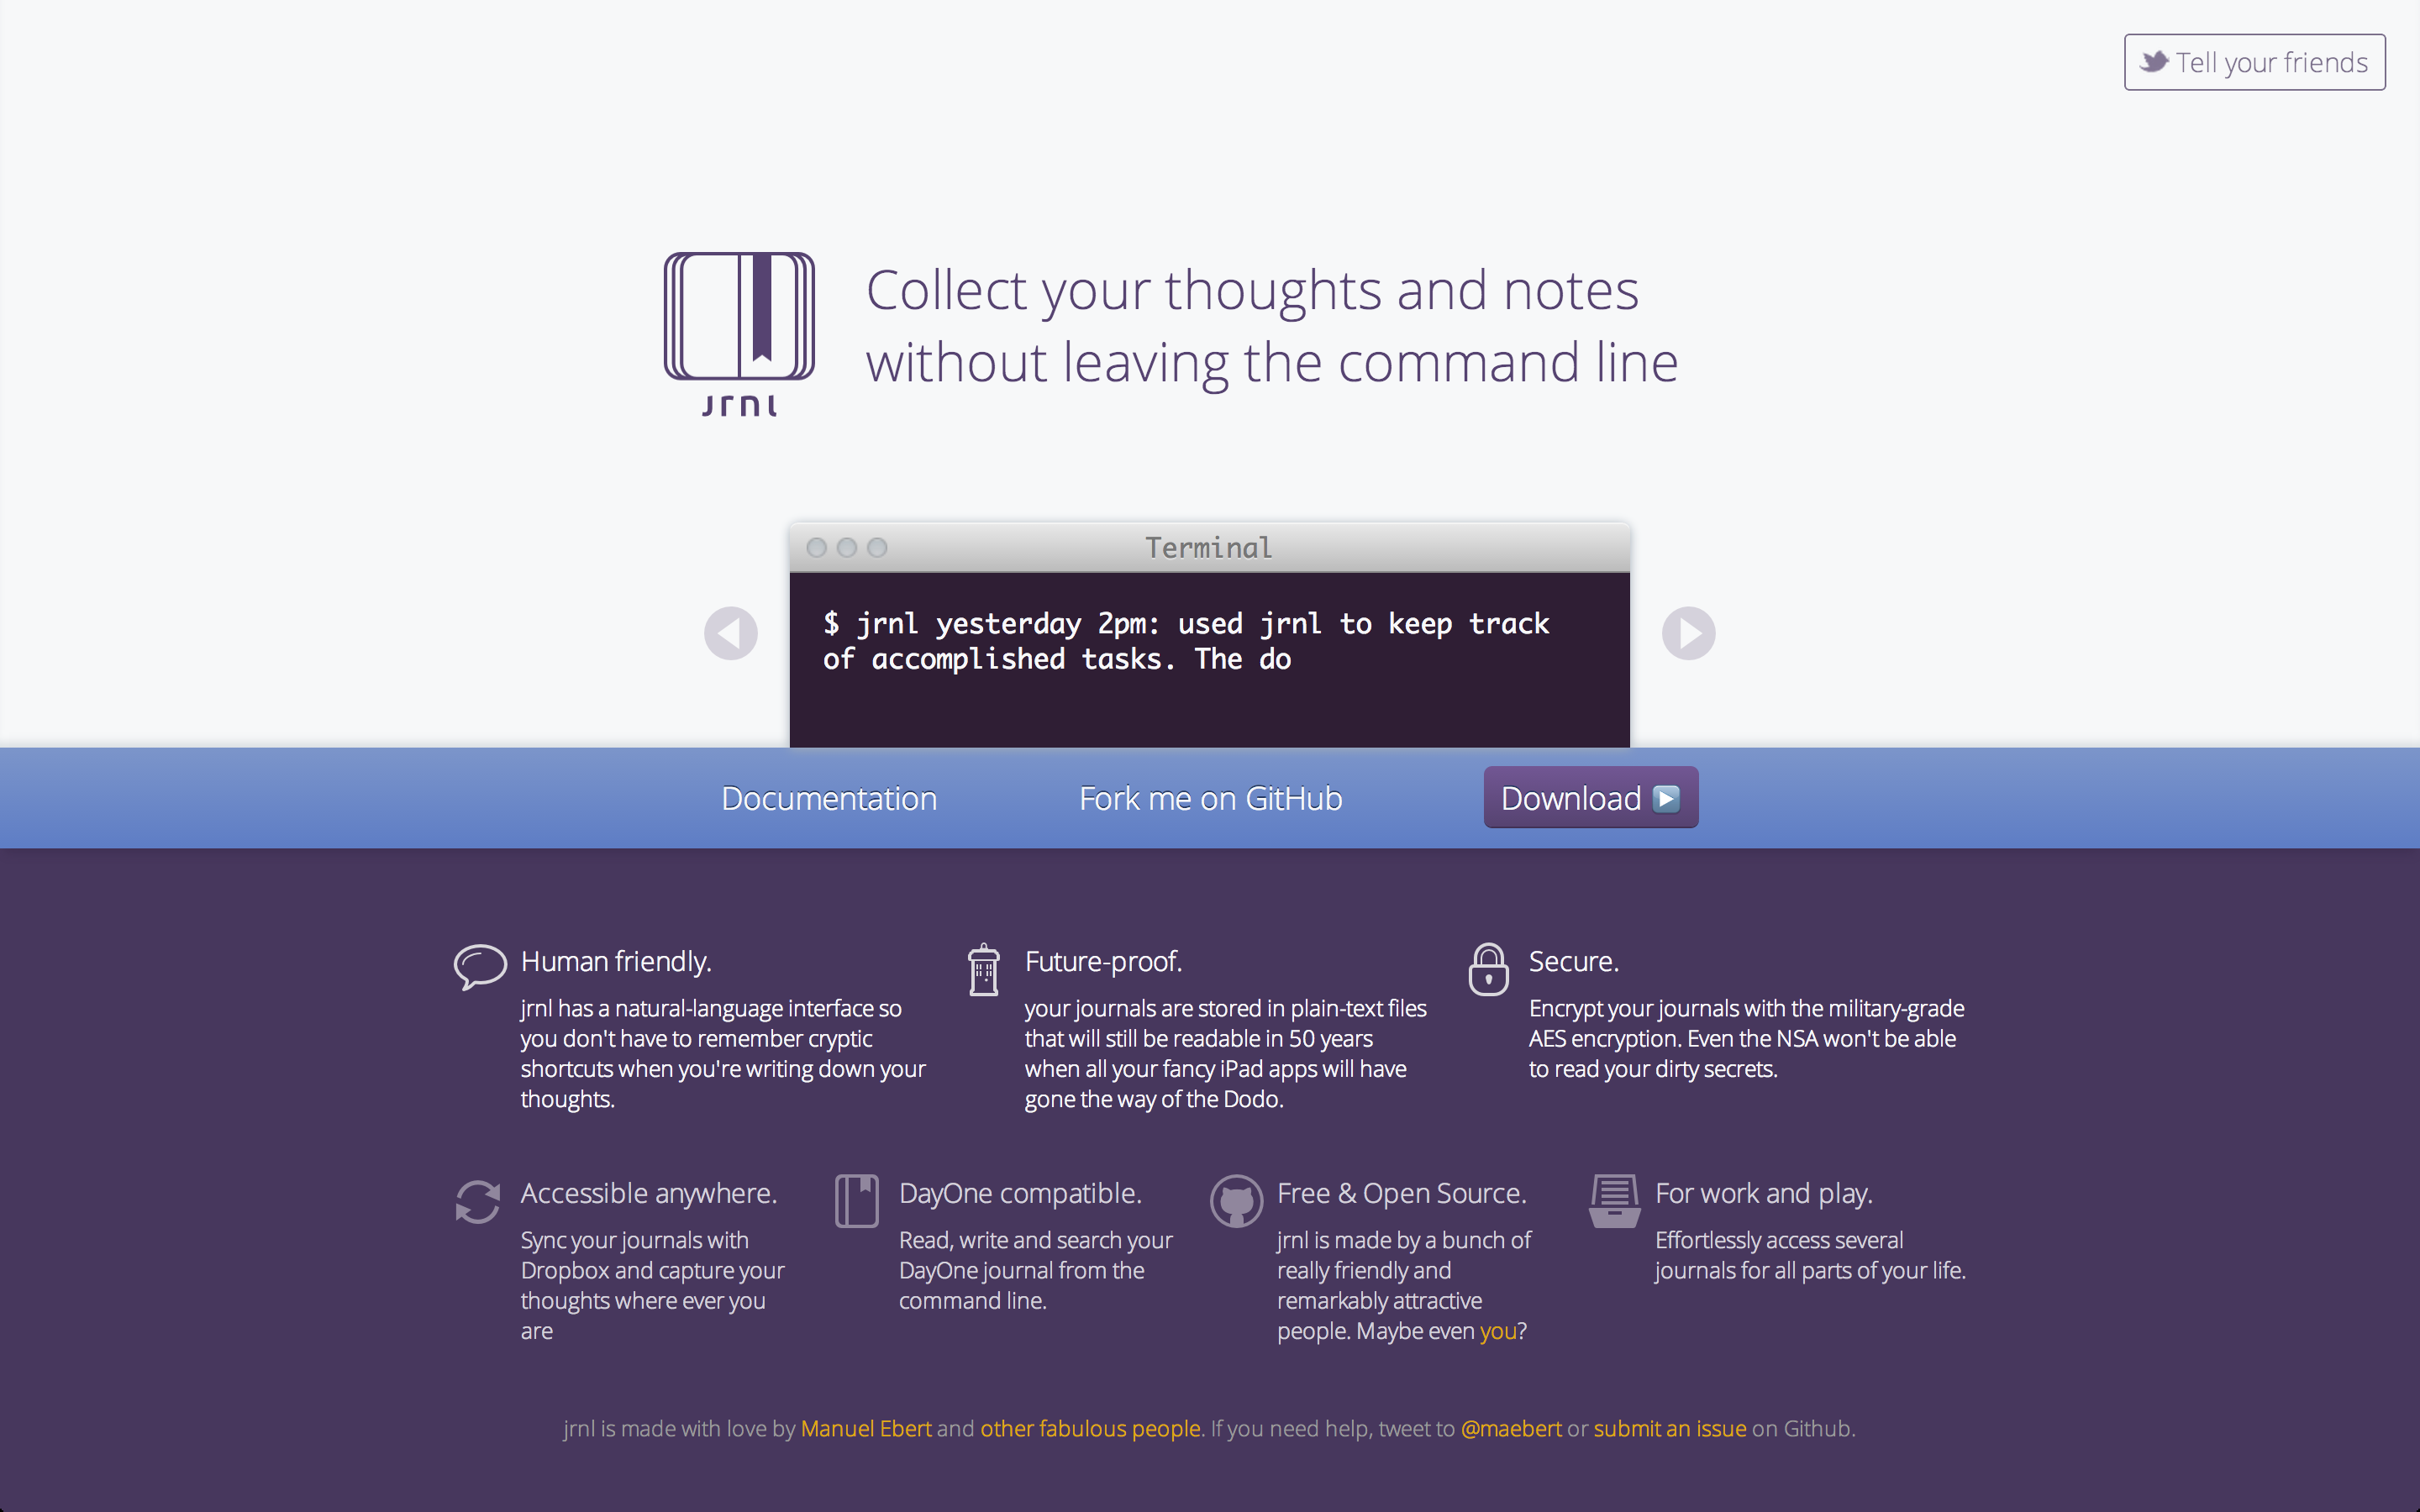 Tell your friends
Collect your thoughts and notes
without leaving the command line
jrnl
Terminal
$ jrnl yesterday 2pm: used jrnl to keep track
of accomplished tasks. The do
Documentation
Fork me on GitHub
Download
Human friendly.
jrnl has a natural-language interface so
you don't have to remember cryptic
shortcuts when you're writing down your
thoughts.
Future-proof.
your journals are stored in plain-text files
that will still be readable in 50 years
when all your fancy iPad apps will have
gone the way of the Dodo.
Secure.
Encrypt your journals with the military-grade
AES encryption. Even the NSA won't be able
to read your dirty secrets.
Accessible anywhere.
Sync your journals with
Dropbox and capture your
thoughts where ever you
are
DayOne compatible.
Read, write and search your
DayOne journal from the
command line.
Free & Open Source.
jrnl is made by a bunch of
really friendly and
remarkably attractive
people. Maybe even you?
For work and play.
Effortlessly access several
journals for all parts of your life.
jrnl is made with love by Manuel Ebert and other fabulous people. If you need help, tweet to @maebert or submit an issue on Github.